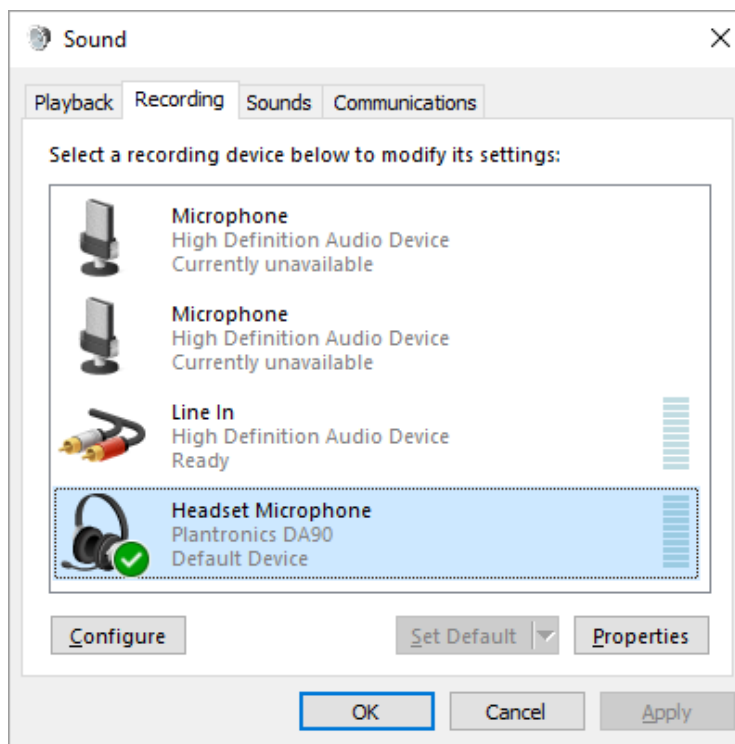 Sound
Playback Recording Sounds Communications
Select a recording device below to modify its settings:
Microphone
High Definition Audio Device
Currently unavailable
Microphone
High Definition Audio Device
Currently unavailable
Line In
High Definition Audio Device
Ready
Headset Microphone
Plantronics DA90
Default Device
Configure Set Default Properties
OK Cancel Apply